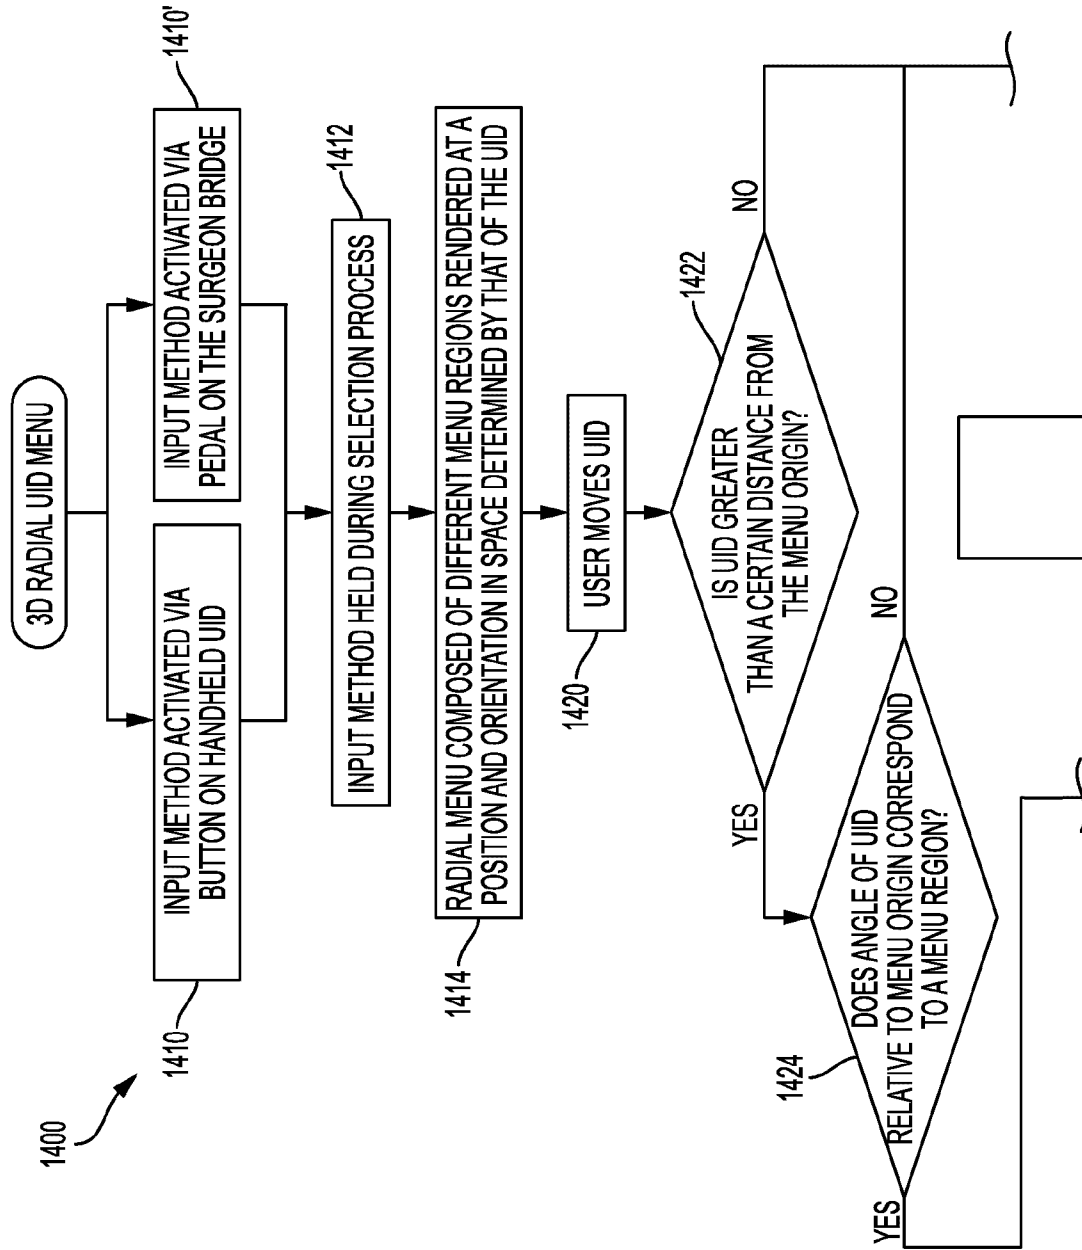 1400
3D RADIAL UID MENU
1410
INPUT METHOD ACTIVATED VIA
BUTTON ON HANDHELD UID
INPUT METHOD ACTIVATED VIA
PEDAL ON THE SURGEON BRIDGE
1410'
INPUT METHOD HELD DURING SELECTION PROCESS
1412
RADIAL MENU COMPOSED OF DIFFERENT MENU REGIONS RENDERED AT A
POSITION AND ORIENTATION IN SPACE DETERMINED BY THAT OF THE UID
1414
USER MOVES UID
1420
IS UID GREATER
THAN A CERTAIN DISTANCE FROM
THE MENU ORIGIN?
1422
YES
NO
DOES ANGLE OF UID
RELATIVE TO MENU ORIGIN CORRESPOND
TO A MENU REGION?
1424
YES
NO